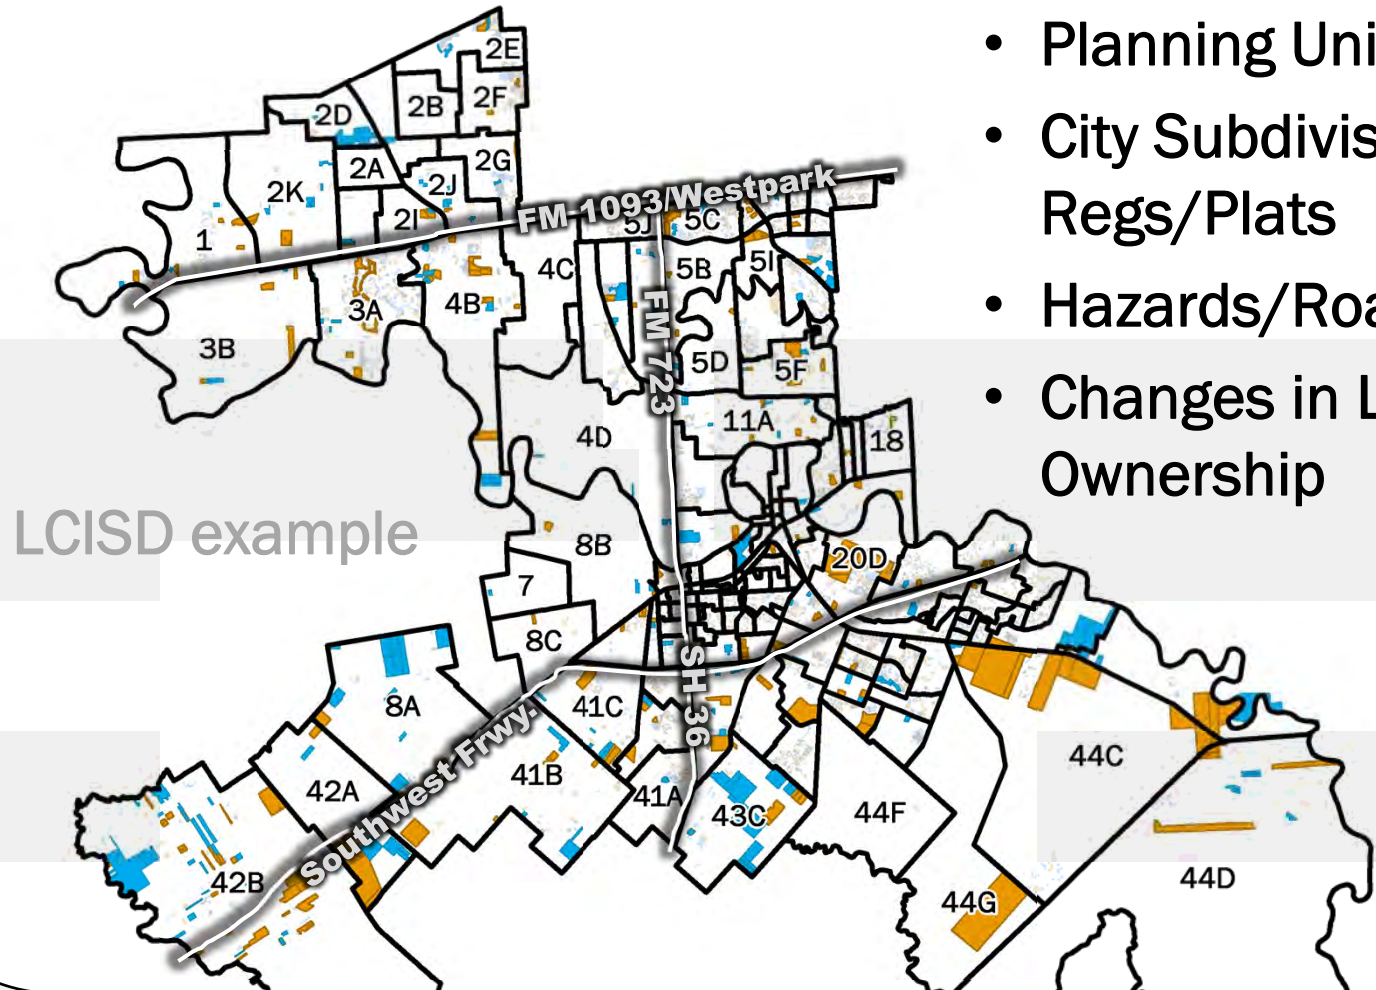 • Planning Uni
• City Subdivis
Regs/Plats
• Hazards/Roa
• Changes in L
Ownership
LCISD example
2E
2F
2B
2D
2A
2G
2J
2K
2I
1
FM 1093/Westpark
5J
5C
4C
5B
5I
3A
4B
FM 723
3B
5D
5F
11A
4D
18
8B
20D
7
8C
SH 36
8A
41C
Southwest Frwy.
42A
41B
41A
43C
44F
44C
42B
44G
44D